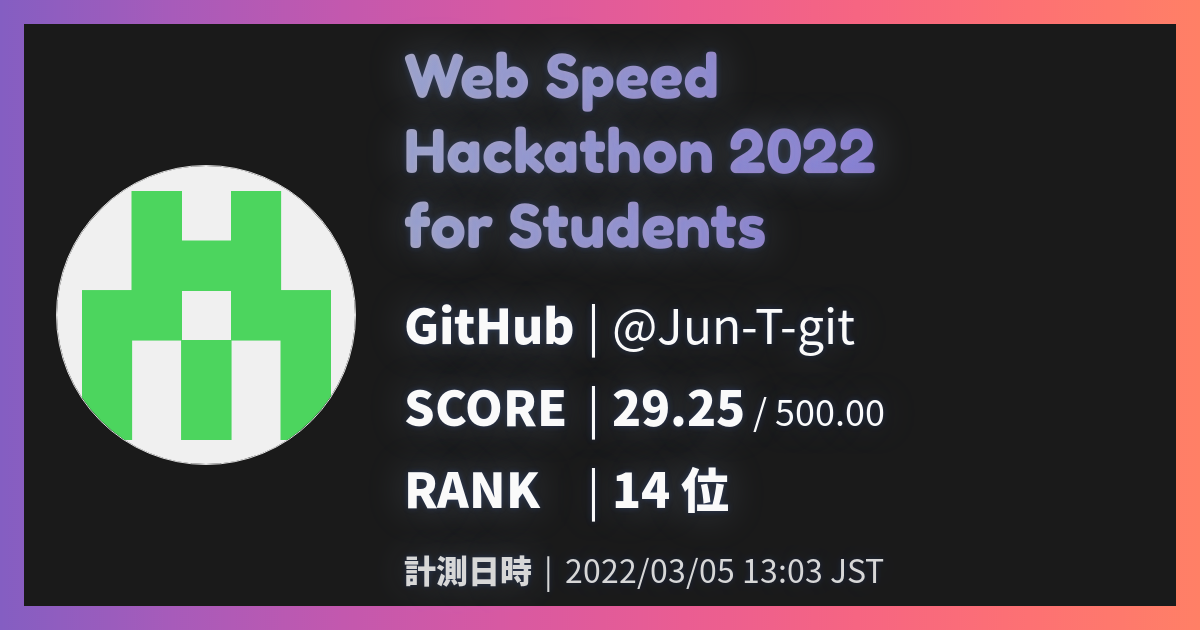 Web Speed
Hackathon 2022
for Students
GitHub | @Jun-T-git
SCORE | 29.25 / 500.00
RANK | 14 位
計測日時 | 2022/03/05 13:03 JST